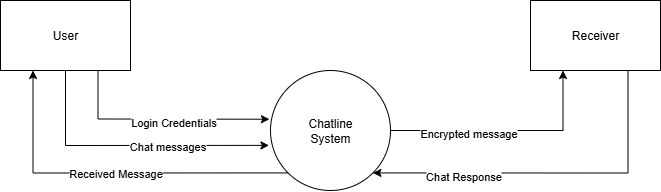 User
Receiver
Chatline
System
Login Credentials
Encrypted message
Chat messages
Received Message
Chat Response